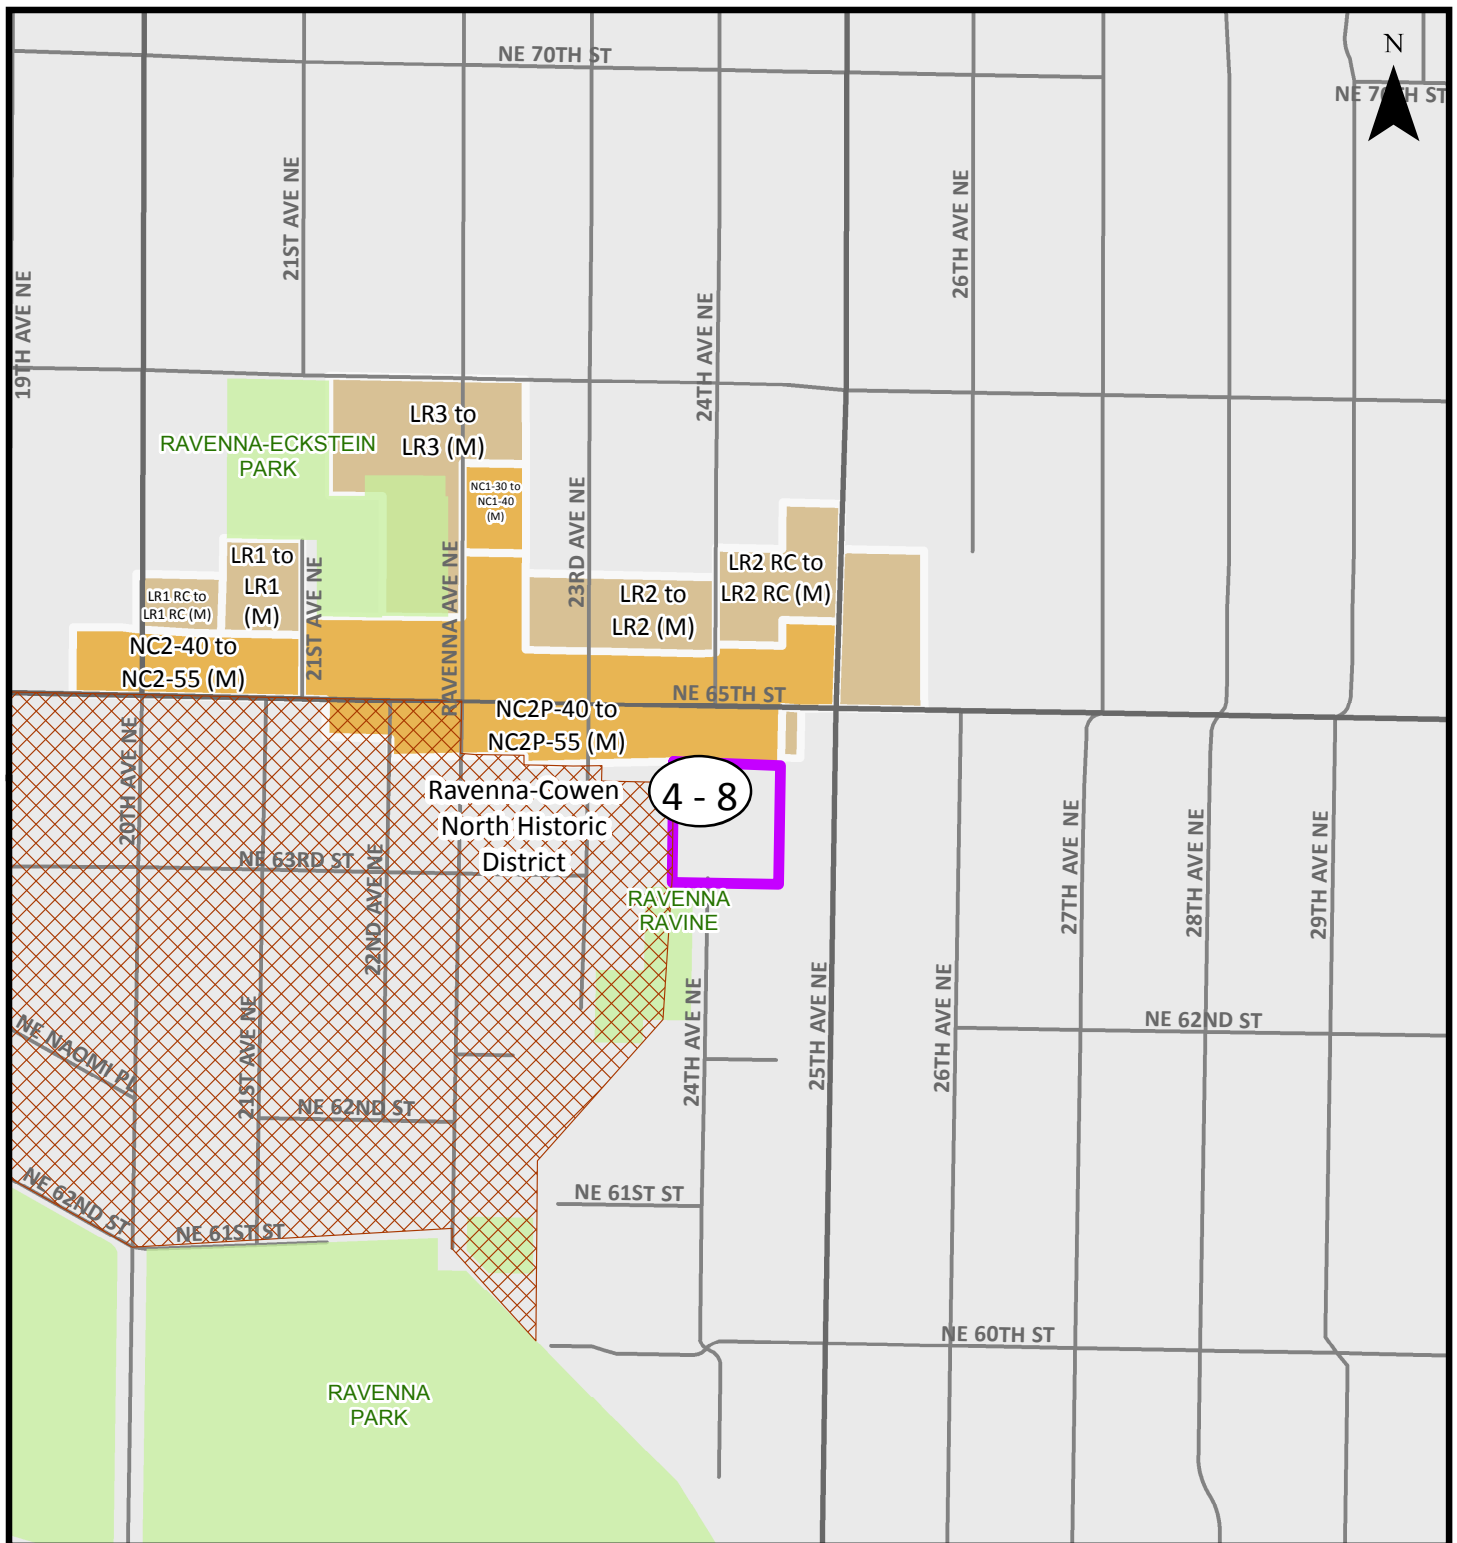 N
NE 70TH ST
NE 70TH ST
21ST AVE NE
26TH AVE NE
19TH AVE NE
24TH AVE NE
LR3 to
LR3 (M)
RAVENNA-ECKSTEIN
PARK
NC1-30 to
NC1-40
(M)
23RD AVE NE
LR1 to
LR1
(M)
LR1 RC to
LR1 RC (M)
21ST AVE NE
RAVENNA AVE NE
LR2 to
LR2 (M)
LR2 RC to
LR2 RC (M)
NC2-40 to
NC2-55 (M)
NE 65TH ST
NC2P-40 to
NC2P-55 (M)
20TH AVE NE
Ravenna-Cowen
North Historic
District
4 - 8
NE 63RD ST
22ND AVE NE
RAVENNA
RAVINE
27TH AVE NE
28TH AVE NE
29TH AVE NE
NE NAOMI PL
21ST AVE NE
24TH AVE NE
25TH AVE NE
26TH AVE NE
NE 62ND ST
NE 62ND ST
NE 62ND ST
NE 61ST ST
NE 61ST ST
NE 60TH ST
RAVENNA
PARK